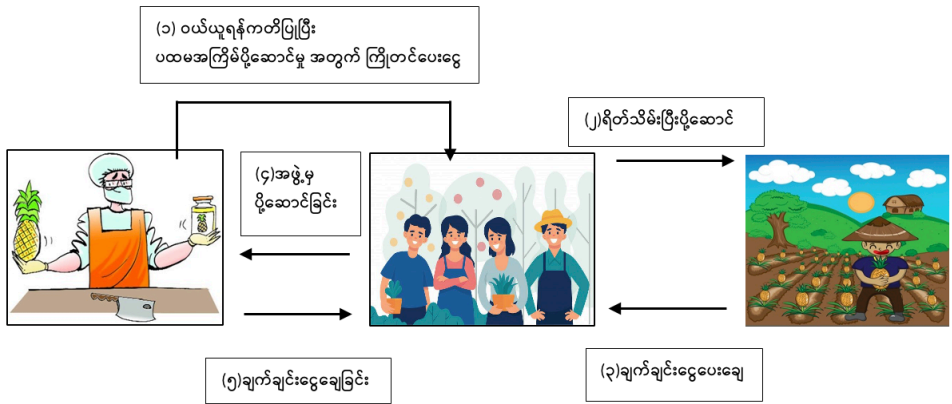 (၁) ဝယ်ယူရန်ကတိပြုပြီး
ပထမအကြိမ်ပို့ဆောင်မှု အတွက် ကြိုတင်ပေးငွေ
(၂)ရိတ်သိမ်းပြီးပို့ဆောင်
(၄)အဖွဲ့မှ
ပို့ဆောင်ခြင်း
(၅)ချက်ချင်းငွေချေခြင်း
(၃)ချက်ချင်းငွေပေးချေ